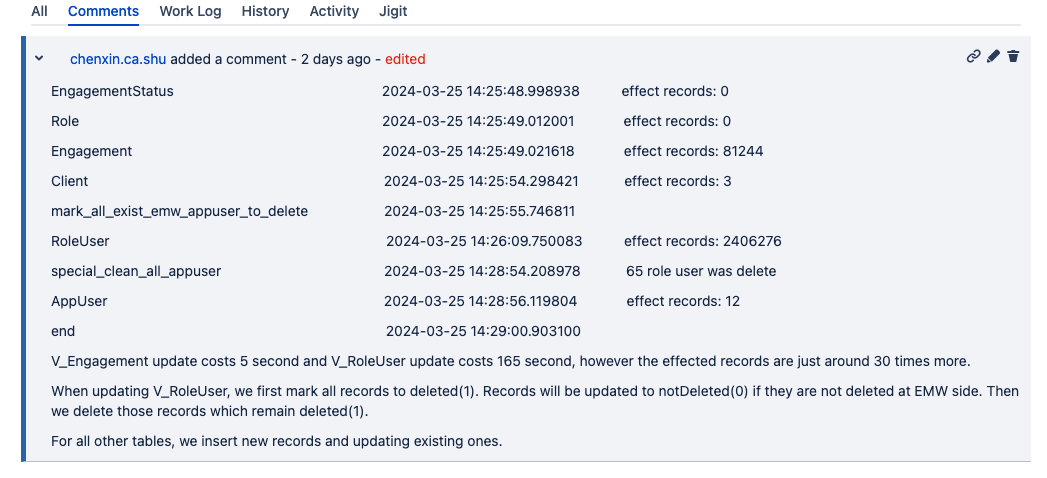 All Comments Work Log History Activity Jigit
chenxin.ca.shu added a comment - 2 days ago - edited
EngagementStatus 2024-03-25 14:25:48.998938 effect records: 0
Role 2024-03-25 14:25:49.012001 effect records: 0
Engagement 2024-03-25 14:25:49.021618 effect records: 81244
Client 2024-03-25 14:25:54.298421 effect records: 3
mark_all_exist_emw_appuser_to_delete 2024-03-25 14:25:55.746811
RoleUser 2024-03-25 14:26:09.750083 effect records: 2406276
special_clean_all_appuser 2024-03-25 14:28:54.208978 65 role user was delete
AppUser 2024-03-25 14:28:56.119804 effect records: 12
end 2024-03-25 14:29:00.903100
V_Engagement update costs 5 second and V_RoleUser update costs 165 second, however the effected records are just around 30 times more.
When updating V_RoleUser, we first mark all records to deleted(1). Records will be updated to notDeleted(0) if they are not deleted at EMW side. Then
we delete those records which remain deleted(1).
For all other tables, we insert new records and updating existing ones.